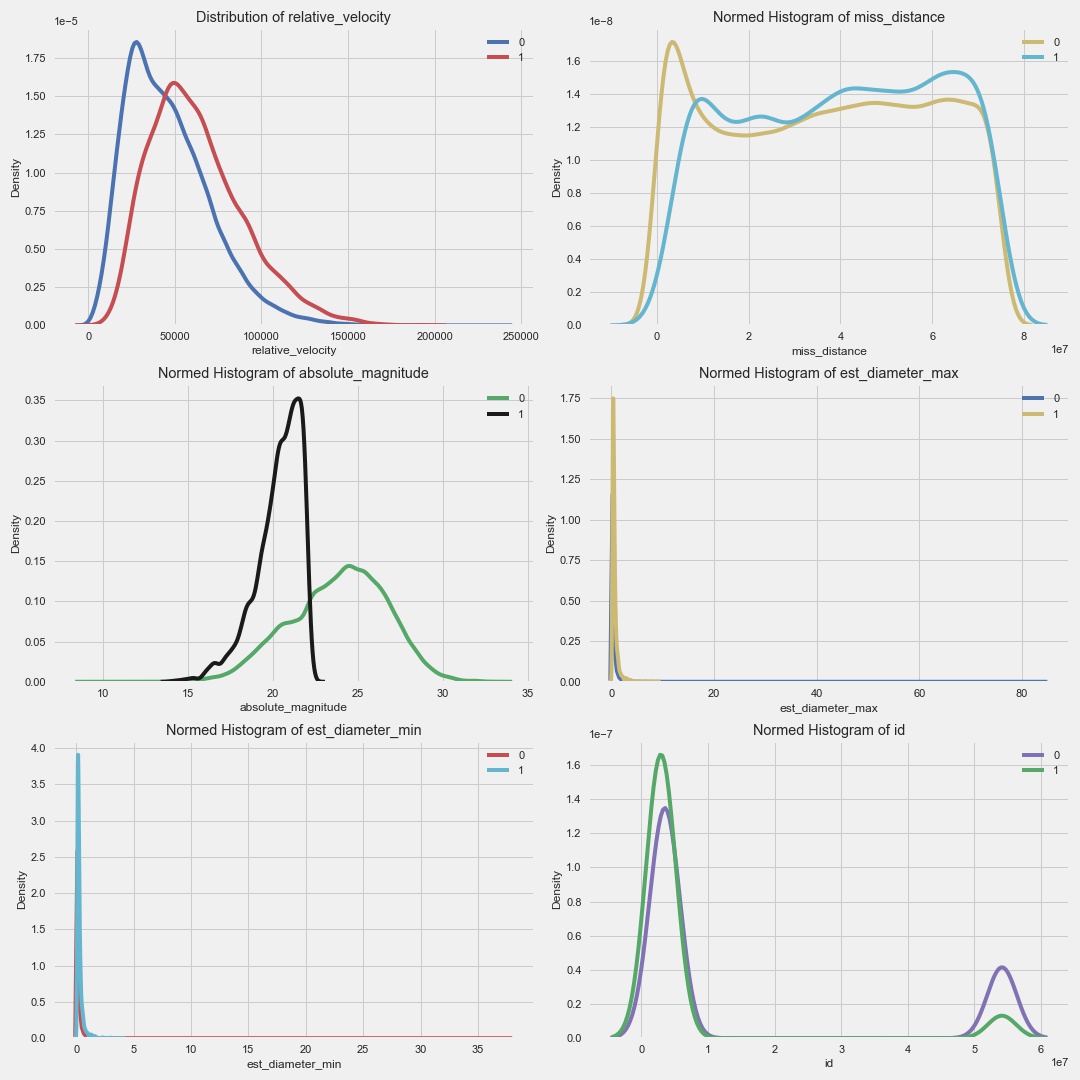 Distribution of relative_velocity
1e−5
0
1
1.75
1.50
1.25
1.00
0.75
0.50
0.25
0.00
Density
0 50000 100000 150000 200000 250000
relative_velocity
Normed Histogram of miss_distance
1e−8
0
1
1.6
1.4
1.2
1.0
0.8
0.6
0.4
0.2
0.0
Density
0 2 4 6 8
1e7
miss_distance
Normed Histogram of absolute_magnitude
0
1
0.35
0.30
0.25
0.20
0.15
0.10
0.05
0.00
Density
10 15 20 25 30 35
absolute_magnitude
Normed Histogram of est_diameter_max
0
1
1.75
1.50
1.25
1.00
0.75
0.50
0.25
0.00
Density
0 20 40 60 80
est_diameter_max
Normed Histogram of est_diameter_min
0
1
4.0
3.5
3.0
2.5
2.0
1.5
1.0
0.5
0.0
Density
0 5 10 15 20 25 30 35
est_diameter_min
Normed Histogram of id
1e−7
0
1
1.6
1.4
1.2
1.0
0.8
0.6
0.4
0.2
0.0
Density
0 1 2 3 4 5 6
1e7
id